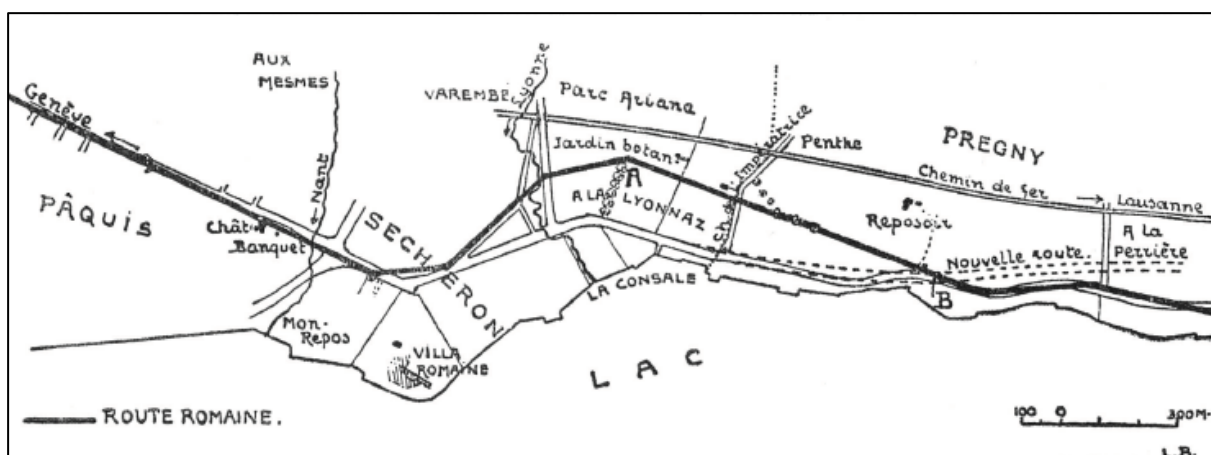 AUX
MESMES
Genève
Nant
VAREMBÉ
Lyonne
Parc Ariana
Jardin botan
Ch. Impératrice
Penthe
PREGNY
Chemin de fer
Lausanne
PÂQUIS
Chât
Banquet
SECHERON
A
A LA LYONNAZ
Reposoir
A la
Perrière
Nouvelle route.
LA CONSALE
B
Mon-
Repos
VILLA
ROMAINE
LAC
ROUTE ROMAINE.
100 0 300 M.
L.B.